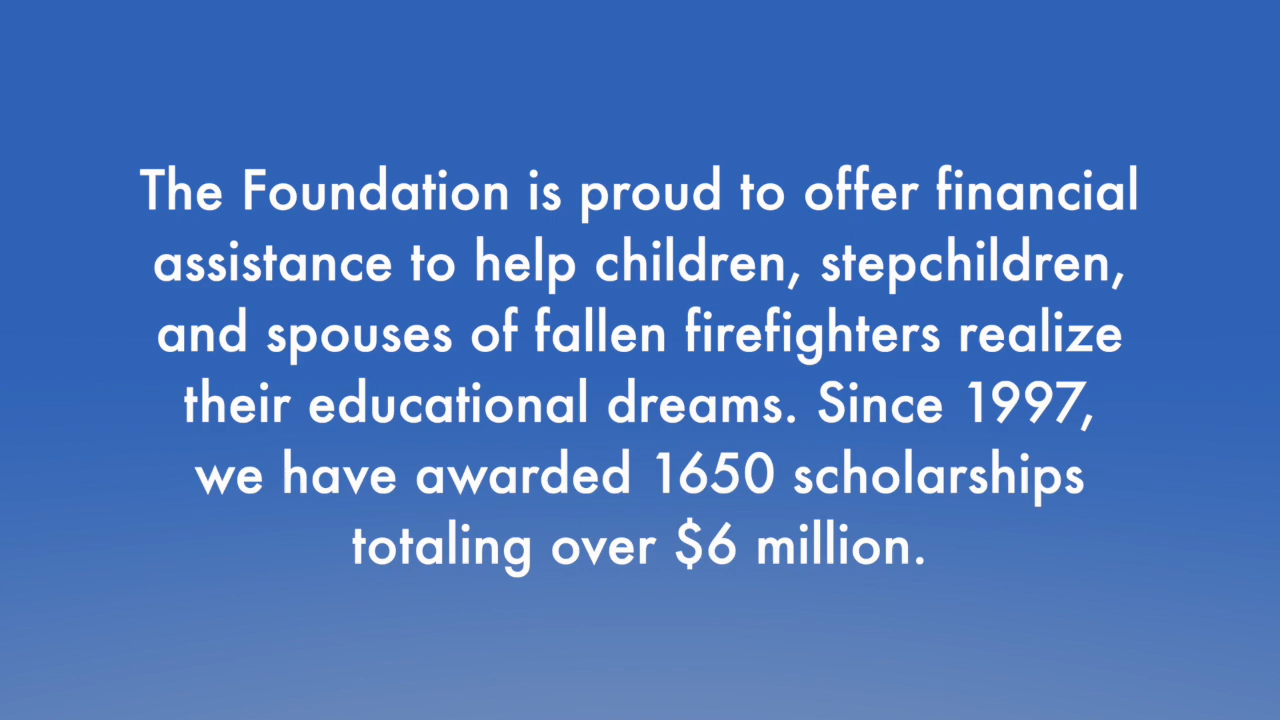 The Foundation is proud to offer financial
assistance to help children, stepchildren,
and spouses of fallen firefighters realize
their educational dreams. Since 1997,
we have awarded 1650 scholarships
totaling over $6 million.